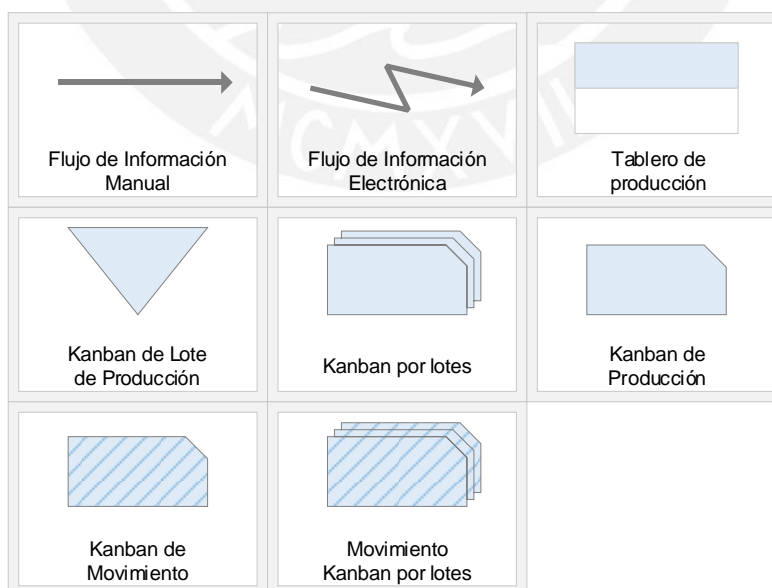 MCMXVII
Flujo de Información
Manual
Flujo de Información
Electrónica
Tablero de
producción
Kanban de Lote
de Producción
Kanban por lotes
Kanban de
Producción
Kanban de
Movimiento
Movimiento
Kanban por lotes